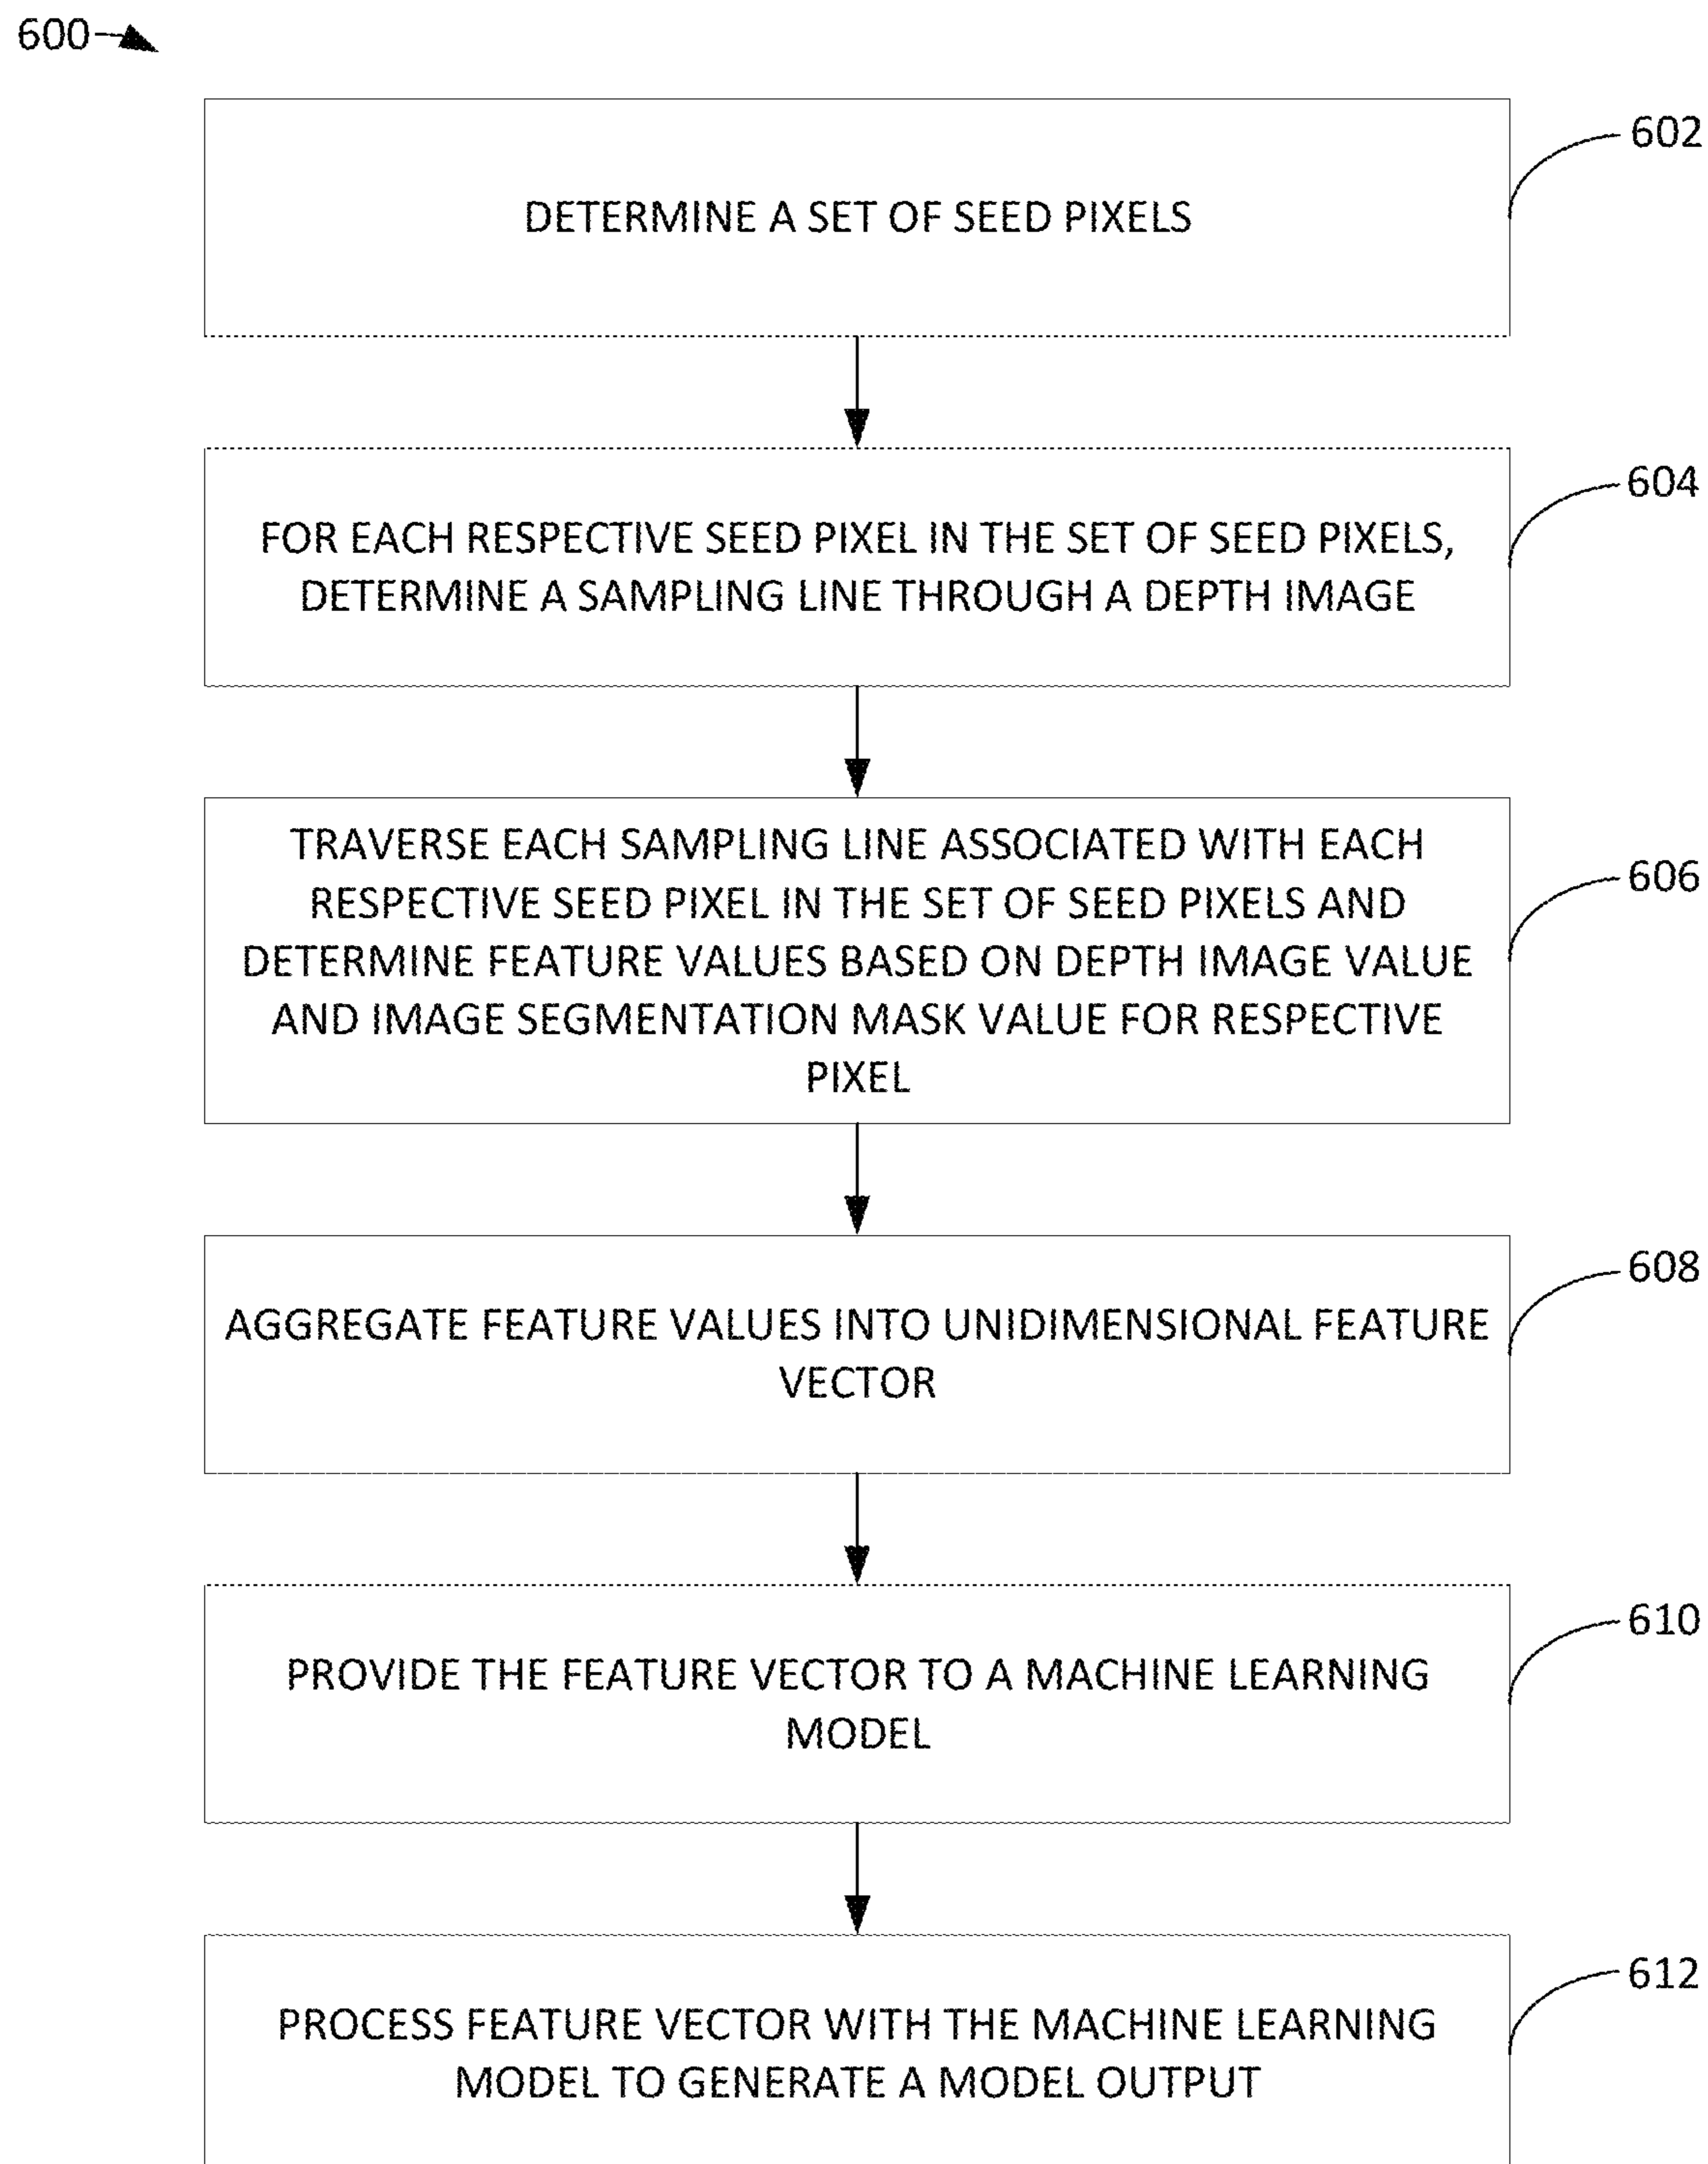 600
602
DETERMINE A SET OF SEED PIXELS
604
FOR EACH RESPECTIVE SEED PIXEL IN THE SET OF SEED PIXELS,
DETERMINE A SAMPLING LINE THROUGH A DEPTH IMAGE
TRAVERSE EACH SAMPLING LINE ASSOCIATED WITH EACH
606
RESPECTIVE SEED PIXEL IN THE SET OF SEED PIXELS AND
DETERMINE FEATURE VALUES BASED ON DEPTH IMAGE VALUE
AND IMAGE SEGMENTATION MASK VALUE FOR RESPECTIVE
PIXEL
608
AGGREGATE FEATURE VALUES INTO UNIDIMENSIONAL FEATURE
VECTOR
610
PROVIDE THE FEATURE VECTOR TO A MACHINE LEARNING
MODEL
612
PROCESS FEATURE VECTOR WITH THE MACHINE LEARNING
MODEL TO GENERATE A MODEL OUTPUT